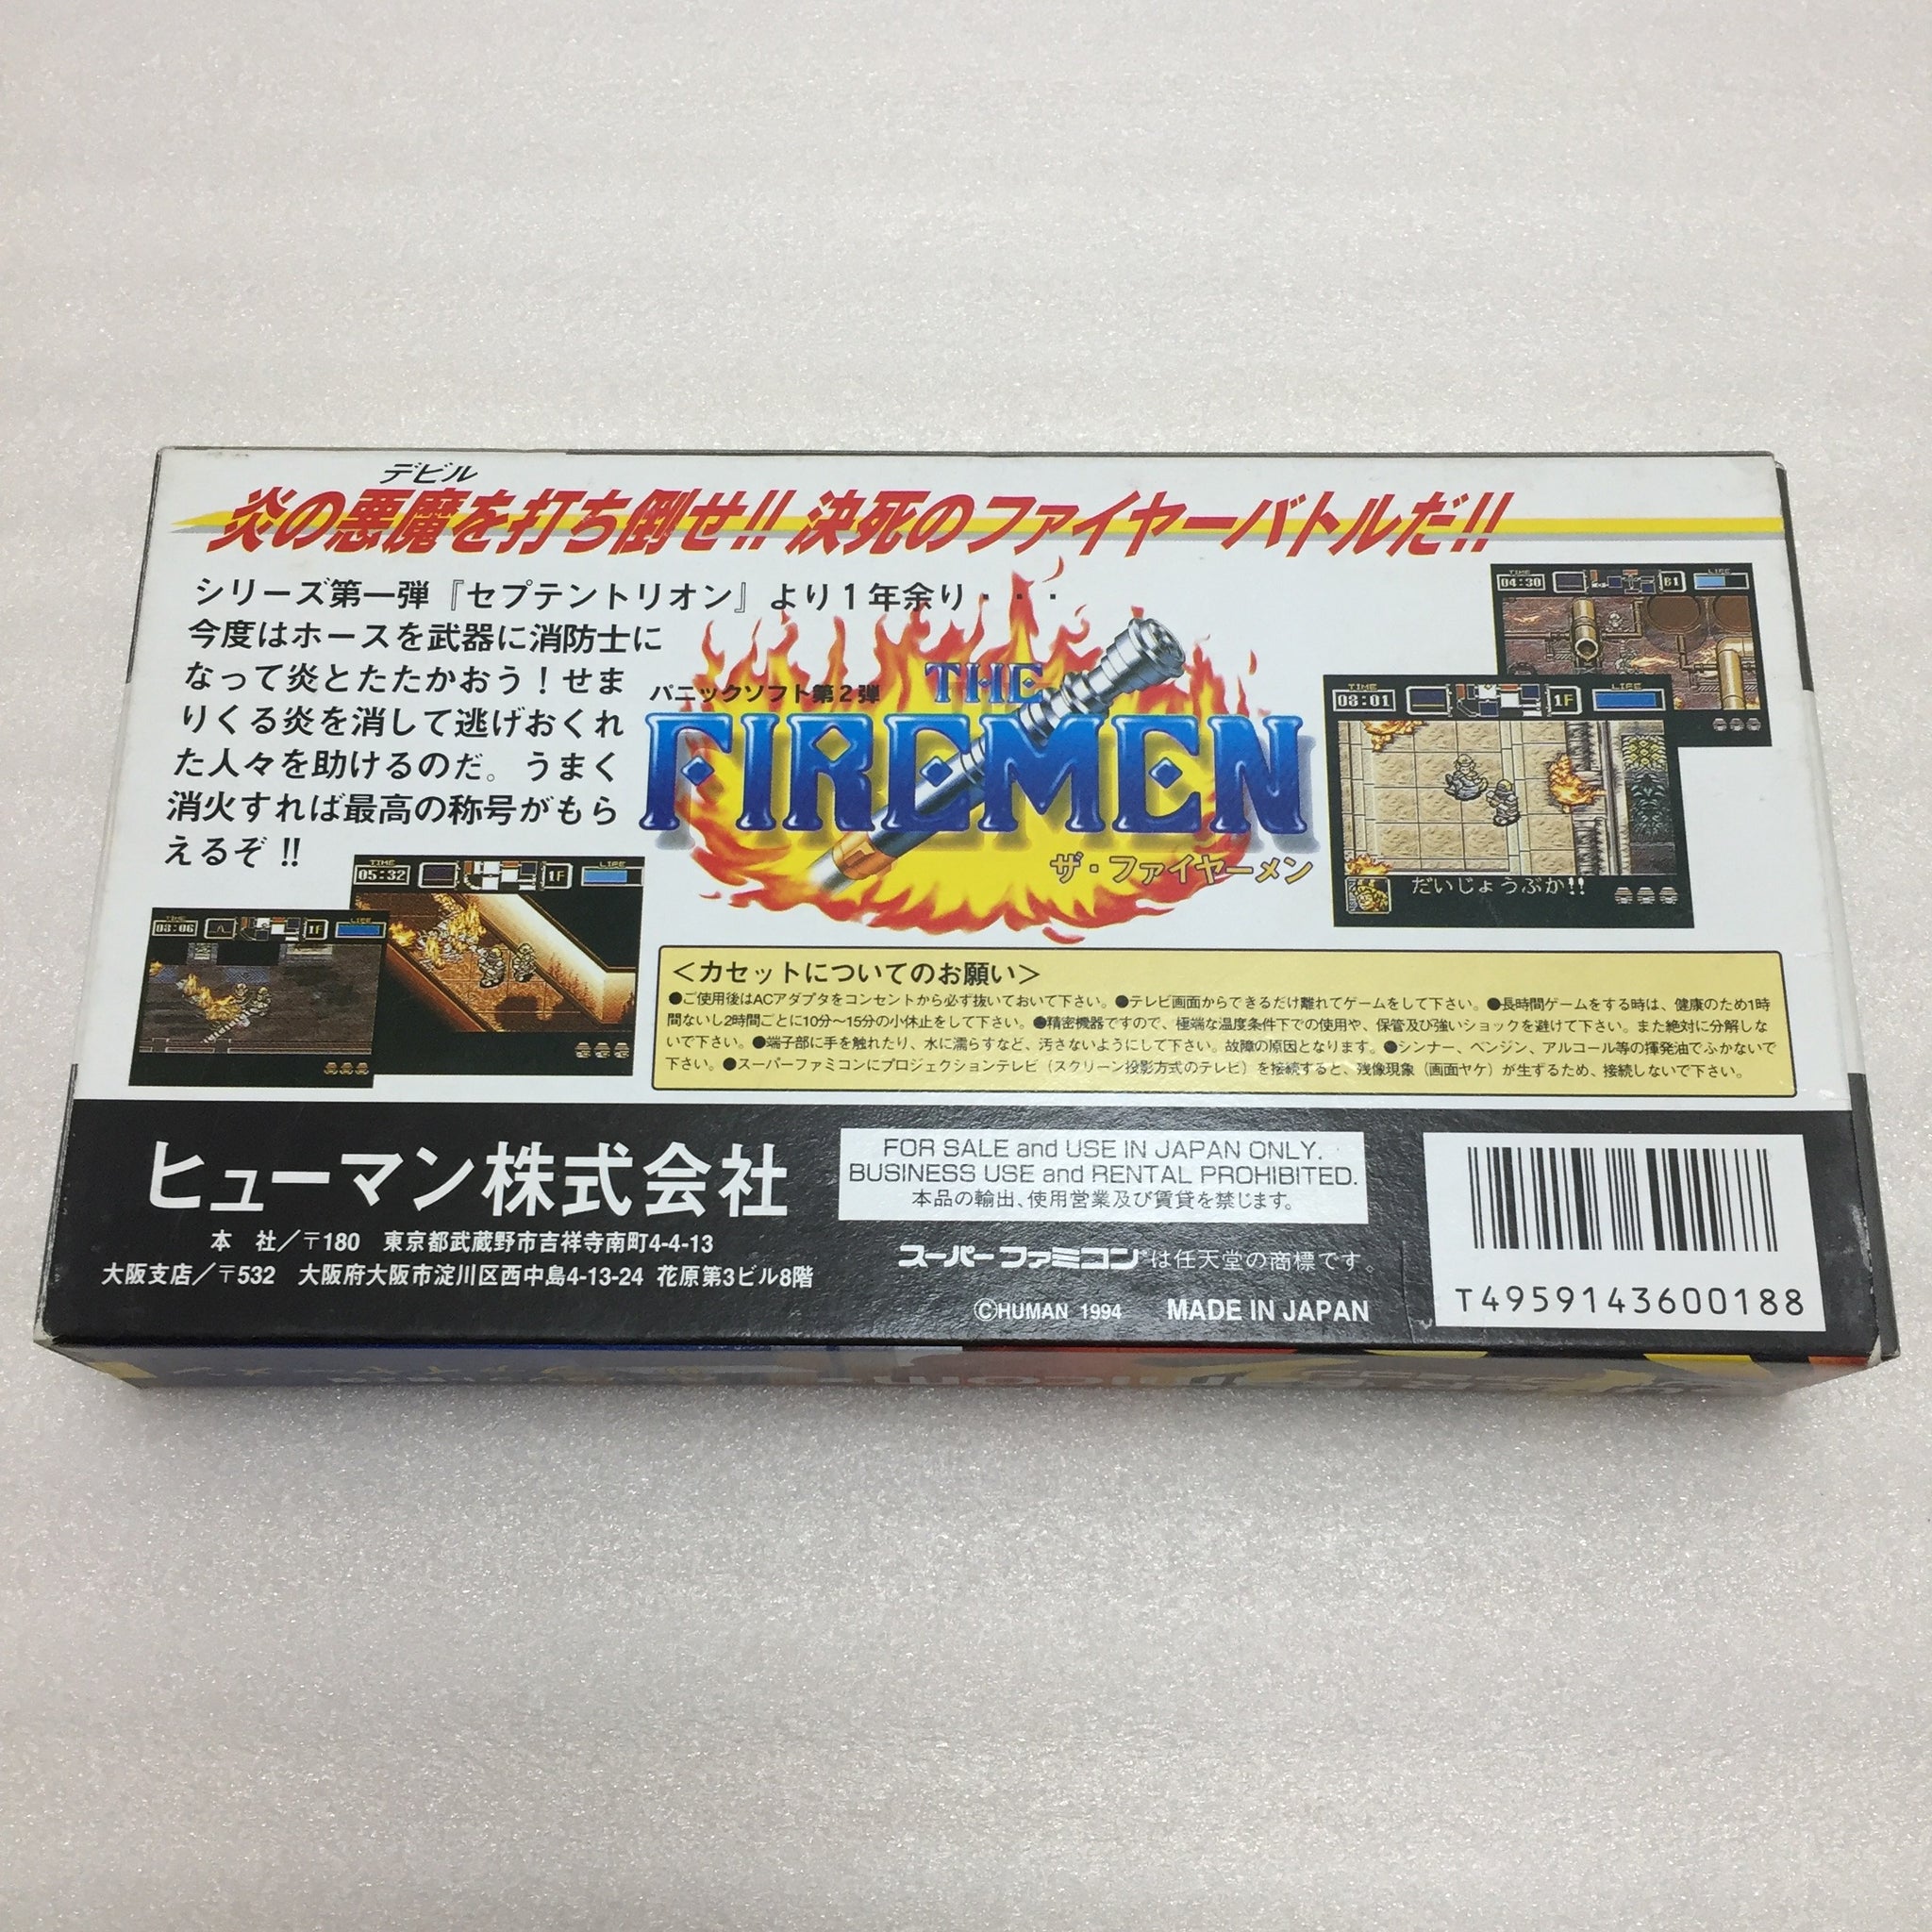 デビル
炎の悪魔を打ち倒せ!! 決死のファイヤーバトルだ!!
シリーズ第一弾『セプテントリオン』より1年余り・・・
今度はホースを武器に消防士に
なって炎とたたかおう！せま
りくる炎を消して逃げおくれ
た人々を助けるのだ。うまく
消火すれば最高の称号がもら
えるぞ !!
パニックソフト第2弾
THE
FIREMEN
ザ・ファイヤーメン
TIME LIFE
04:30 B1
TIME LIFE
03:01 1F
だいじょうぶか!!
TIME LIFE
05:32 1F
TIME LIFE
03:06 1F
＜カセットについてのお願い＞
●ご使用後はACアダプタをコンセントから必ず抜いておいて下さい。●テレビ画面からできるだけ離れてゲームをして下さい。●長時間ゲームをする時は、健康のため1時
間ないし2時間ごとに10分〜15分の小休止をして下さい。●精密機器ですので、極端な温度条件下での使用や、保管及び強いショックを避けて下さい。また絶対に分解しな
いで下さい。●端子部に手を触れたり、水に濡らすなど、汚さないようにして下さい。故障の原因となります。●シンナー、ベンジン、アルコール等の揮発油でふかないで
下さい。●スーパーファミコンにプロジェクションテレビ（スクリーン投影方式のテレビ）を接続すると、残像現象（画面ヤケ）が生ずるため、接続しないで下さい。
ヒューマン株式会社
本　社／〒180　東京都武蔵野市吉祥寺南町4-4-13
大阪支店／〒532　大阪府大阪市淀川区西中島4-13-24 花原第3ビル8階
FOR SALE and USE IN JAPAN ONLY.
BUSINESS USE and RENTAL PROHIBITED.
本品の輸出、使用営業及び賃貸を禁じます。
スーパーファミコンは任天堂の商標です。
©HUMAN 1994 MADE IN JAPAN
T4959143600188